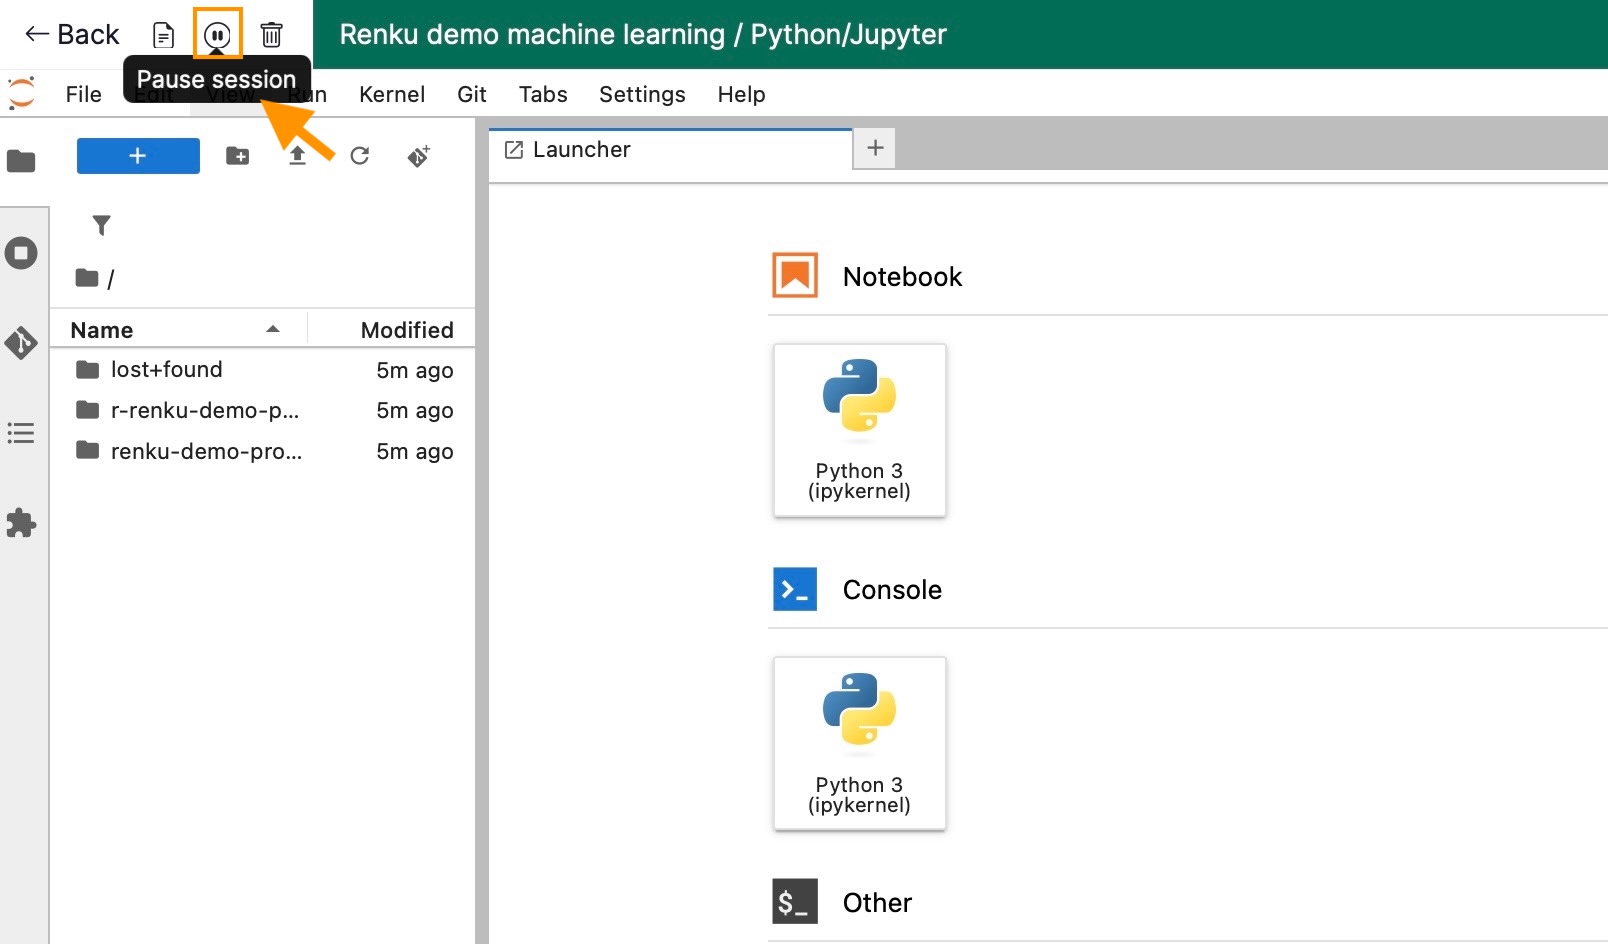 Back
Renku demo machine learning / Python/Jupyter
Pause session
File Edit View Run Kernel Git Tabs Settings Help
Launcher
/
Name Modified
lost+found 5m ago
r-renku-demo-p... 5m ago
renku-demo-pro... 5m ago
Notebook
Python 3
(ipykernel)
Console
Python 3
(ipykernel)
$_ Other